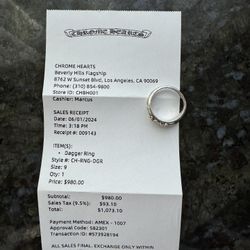 CHROME HEARTS
CHROME HEARTS
Beverly Hills Flagship
8762 W Sunset Blvd, Los Angeles, CA 90069
Phone: (310) 854-9800
Store ID: CHBH001
Cashier: Marcus
SALES RECEIPT
Date: 06/01/2024
Time: 3:18 PM
Receipt #: 009143
ITEM(S):
• Dagger Ring
Style #: CH-RNG-DGR
Size: 9
Qty: 1
Price: $980.00
Subtotal: $980.00
Sales Tax (9.5%): $93.10
Total: $1,073.10
Payment Method: AMEX - 1007
Approval Code: 582301
Transaction ID: #573928194
ALL SALES FINAL. EXCHANGE ONLY WITHIN